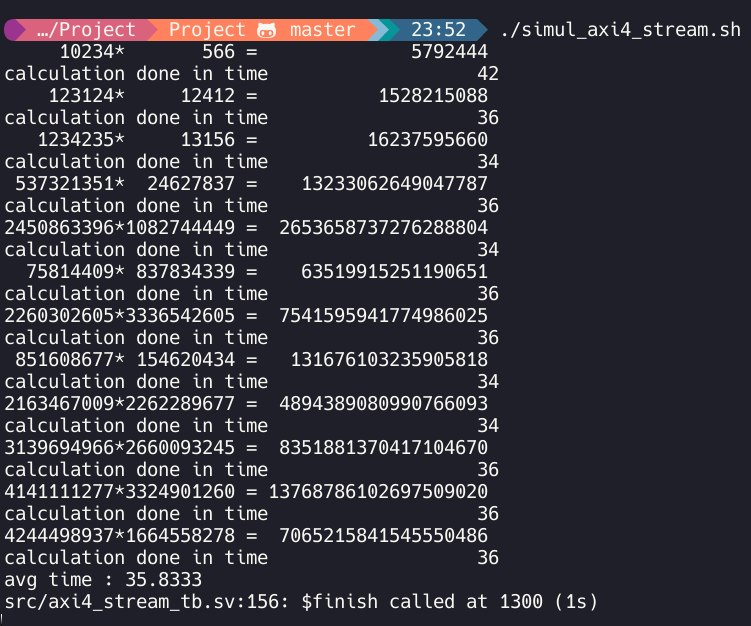 …/Project Project master 23:52 ./simul_axi4_stream.sh
10234* 566 = 5792444
calculation done in time 42
123124* 12412 = 1528215088
calculation done in time 36
1234235* 13156 = 16237595660
calculation done in time 34
537321351* 24627837 = 13233062649047787
calculation done in time 36
2450863396*1082744449 = 2653658737276288804
calculation done in time 34
75814409* 837834339 = 63519915251190651
calculation done in time 36
2260302605*3336542605 = 7541595941774986025
calculation done in time 36
851608677* 154620434 = 131676103235905818
calculation done in time 34
2163467009*2262289677 = 4894389080990766093
calculation done in time 34
3139694966*2660093245 = 8351881370417104670
calculation done in time 36
4141111277*3324901260 = 13768786102697509020
calculation done in time 36
4244498937*1664558278 = 7065215841545550486
calculation done in time 36
avg time : 35.8333
src/axi4_stream_tb.sv:156: $finish called at 1300 (1s)